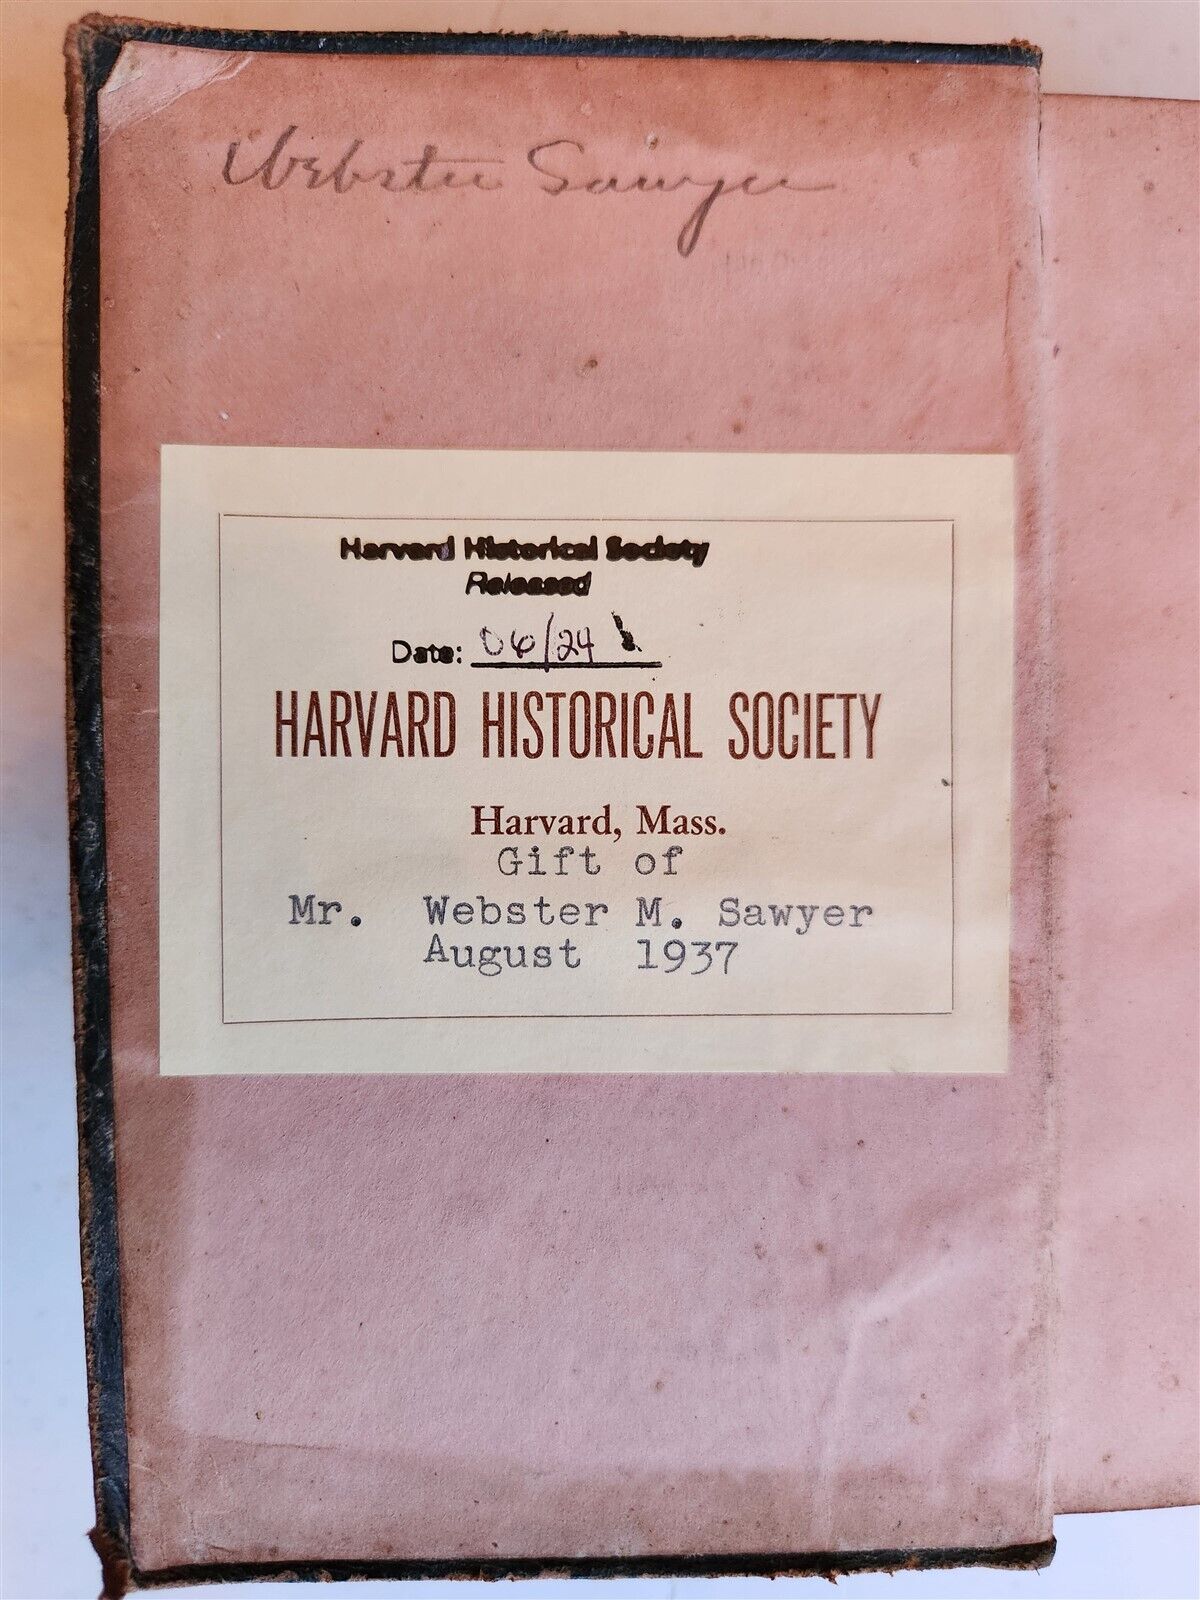 Webster Sawyer
Harvard Historical Society
Released
Date: 06/24
HARVARD HISTORICAL SOCIETY
Harvard, Mass.
Gift of
Mr. Webster M. Sawyer
August 1937